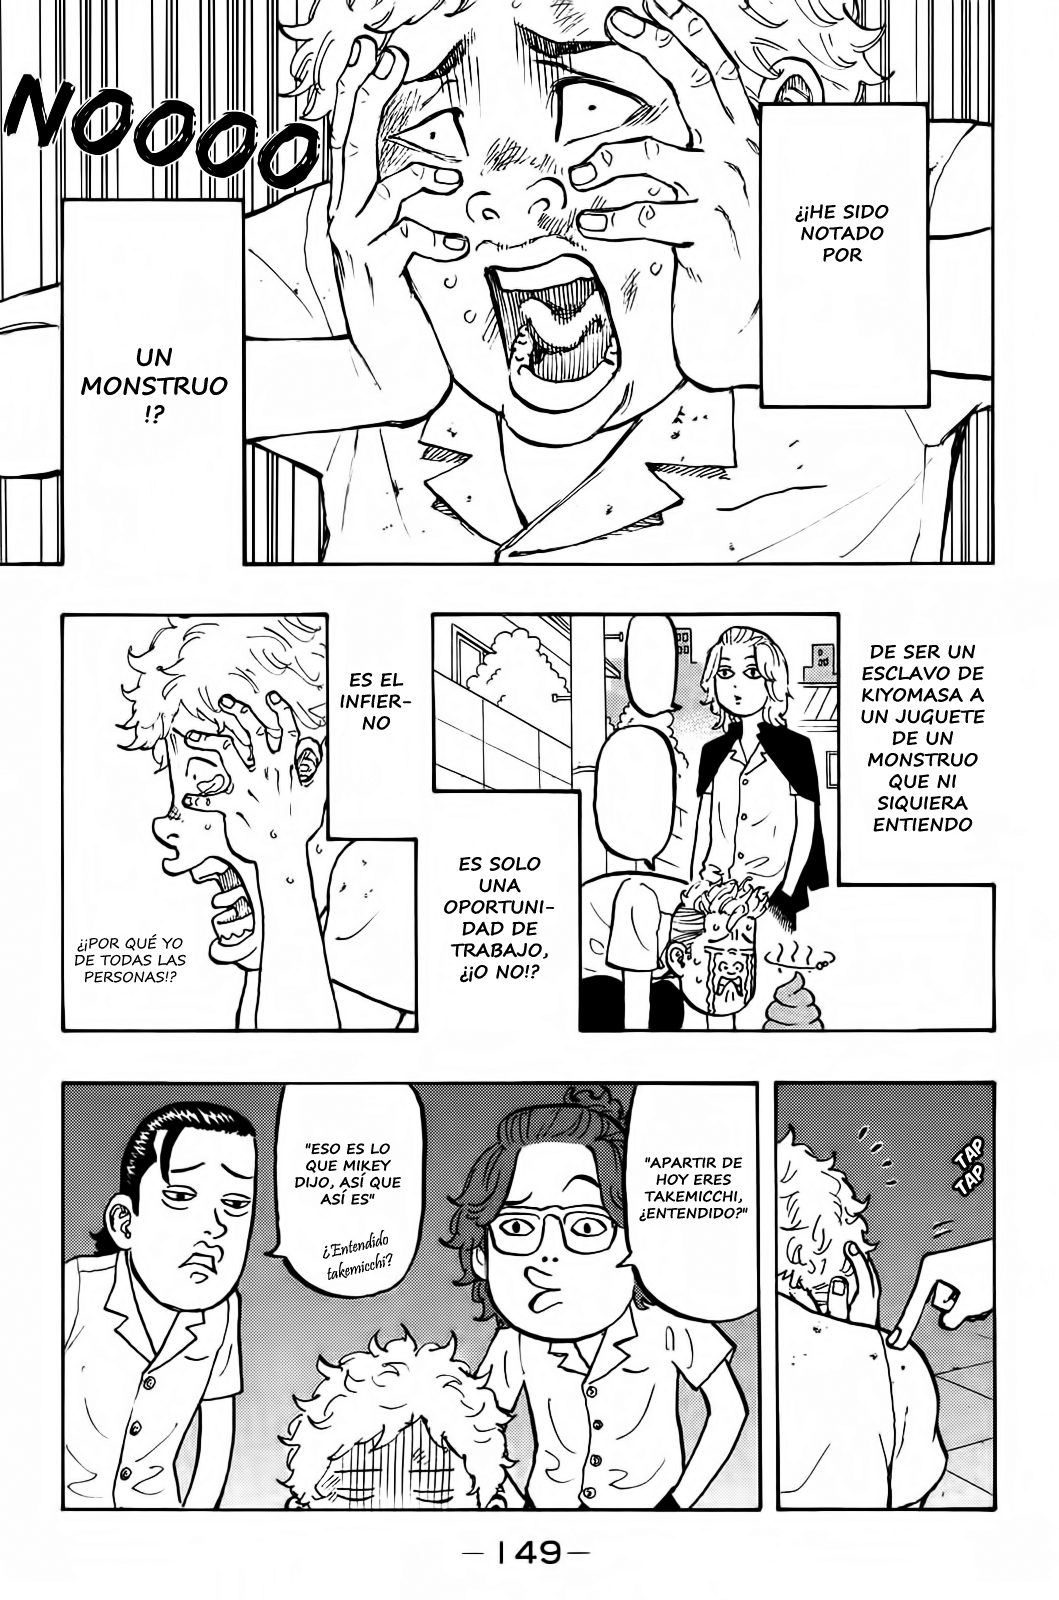 ¿¡¡HE SIDO
NOTADO
POR
NOOOO
UN
MONSTRUO
!?
DE SER UN
ESCLAVO DE
KIYOMASA A
UN JUGUETE
DE UN
MONSTRUO
QUE NI
SIQUIERA
ENTIENDO
ES SOLO
UNA
OPORTUNI-
DAD DE
TRABAJO,
¿¡O NO!?
ES EL
INFIER-
NO
¿¡POR QUÉ YO
DE TODAS LAS
PERSONAS!?
TAP
TAP
"APARTIR DE
HOY ERES
TAKEMICCHI,
¿ENTENDIDO?"
"ESO ES LO
QUE MIKEY
DIJO, ASÍ QUE
ASÍ ES"
¿Entendido
takemicchi?
—149—